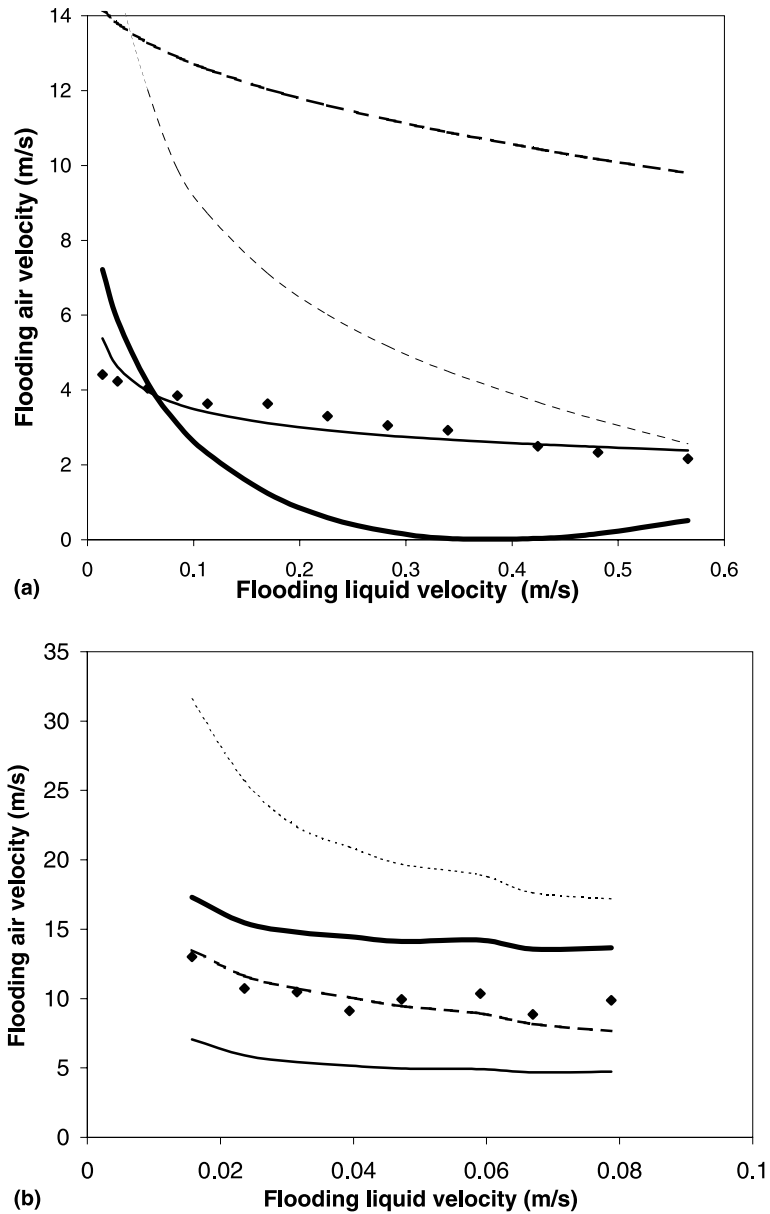 14
12
10
8
6
4
2
0
Flooding air velocity (m/s)
0 0.1 0.2 0.3 0.4 0.5 0.6
(a) Flooding liquid velocity (m/s)
35
30
25
20
15
10
5
0
Flooding air velocity (m/s)
0 0.02 0.04 0.06 0.08 0.1
(b) Flooding liquid velocity (m/s)